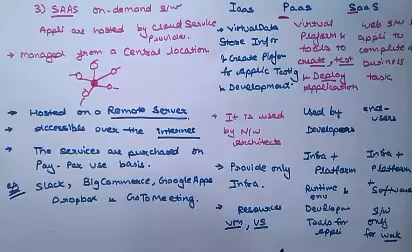 3) SAAS on-demand s/w
Appli are hosted by Cloud Service Provider.
→ managed from a Central location.
→ Hosted on a Remote Server.
→ accessible over the internet
→ The services are purchased on
Pay-Per use basis.
eg Slack, BigCommerce, Google Apps
Dropbox & GoToMeeting.
Iaas Paas SaaS
→ Virtual Data
Store Infor
& Create Platfor
for Applic Testing
& Development.
virtual
Platform &
tools to
create, test
& Deploy
Application
web s/w &
appli to
complete
business
task
→ It is used
by N/w
architects
Used by
Developers
end-
users
→ Provide only
Infra.
Infra +
Platform
Runtime &
env
Infra +
Platform
+ Software
→ Resources
VM, VS
Developm
Tools for
appli
S/w
only
for work